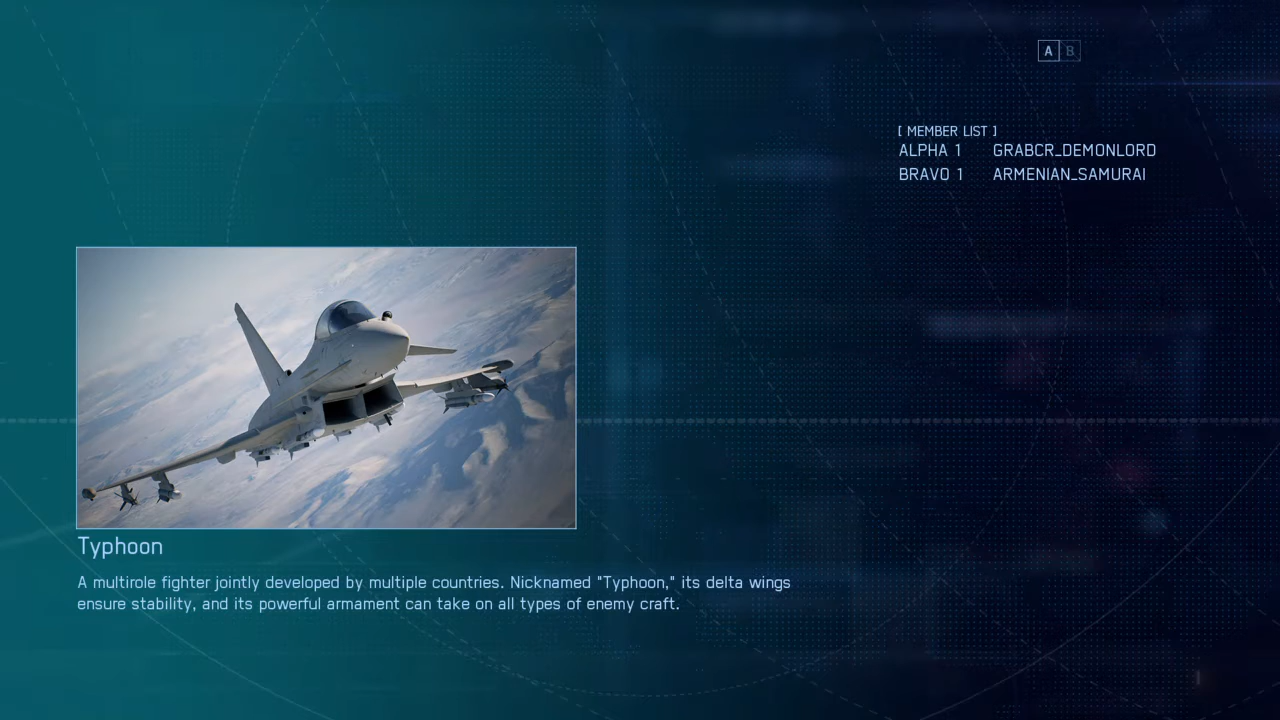 A B
[ MEMBER LIST ]
ALPHA 1 GRABCR_DEMONLORD
BRAVO 1 ARMENIAN_SAMURAI
Typhoon
A multirole fighter jointly developed by multiple countries. Nicknamed "Typhoon," its delta wings
ensure stability, and its powerful armament can take on all types of enemy craft.